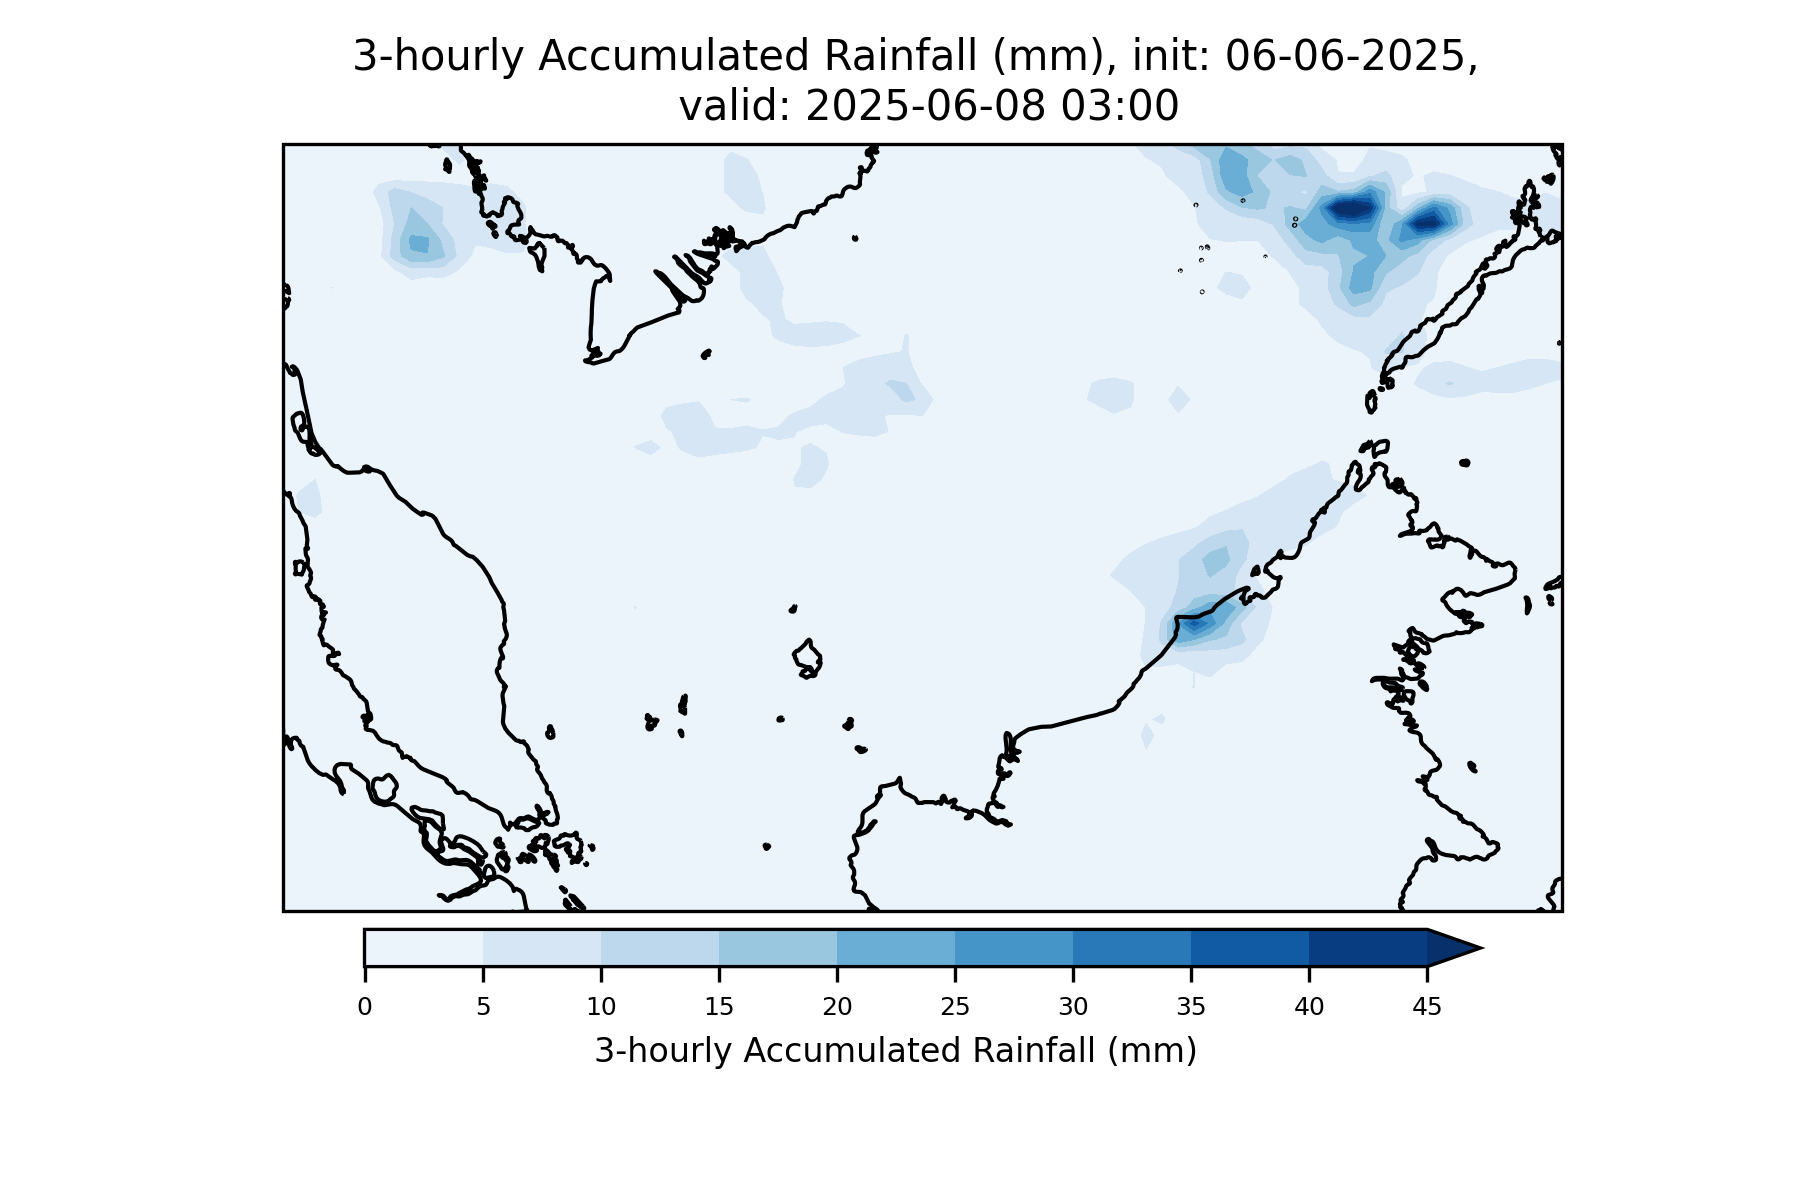 3-hourly Accumulated Rainfall (mm), init: 06-06-2025,
valid: 2025-06-08 03:00
0 5 10 15 20 25 30 35 40 45
3-hourly Accumulated Rainfall (mm)